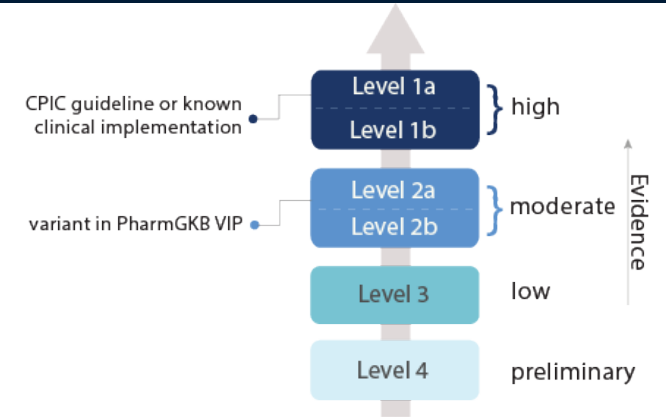 CPIC guideline or known
clinical implementation
Level 1a
Level 1b
high
variant in PharmGKB VIP
Level 2a
Level 2b
moderate
Level 3
low
Level 4
preliminary
Evidence